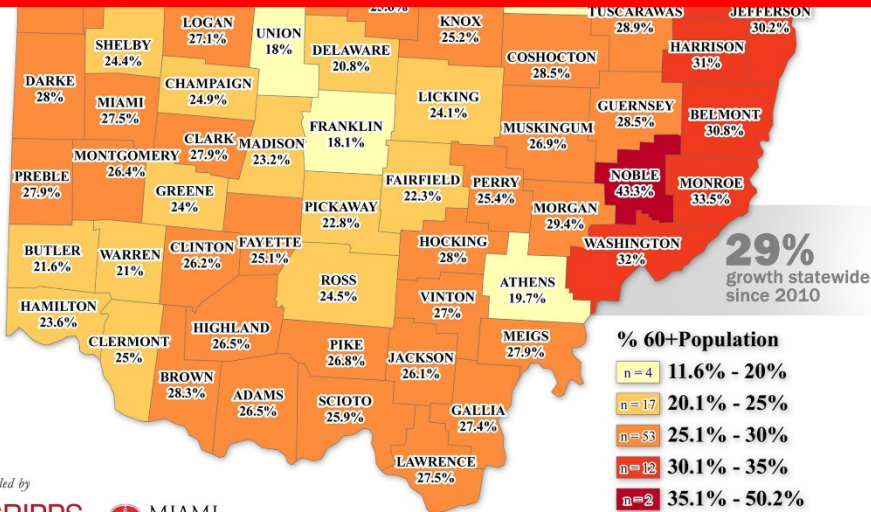 TUSCARAWAS
28.9%
JEFFERSON
30.2%
LOGAN
27.1%
KNOX
25.2%
UNION
18%
SHELBY
24.4%
DELAWARE
20.8%
COSHOCTON
28.5%
HARRISON
31%
DARKE
28%
CHAMPAIGN
24.9%
MIAMI
27.5%
LICKING
24.1%
GUERNSEY
28.5%
BELMONT
30.8%
FRANKLIN
18.1%
MUSKINGUM
26.9%
CLARK
27.9%
MADISON
23.2%
MONTGOMERY
26.4%
PREBLE
27.9%
NOBLE
43.3%
MONROE
33.5%
FAIRFIELD
22.3%
PERRY
25.4%
GREENE
24%
PICKAWAY
22.8%
MORGAN
29.4%
BUTLER
21.6%
WARREN
21%
CLINTON
26.2%
FAYETTE
25.1%
HOCKING
28%
WASHINGTON
32%
29%
growth statewide
since 2010
ROSS
24.5%
ATHENS
19.7%
HAMILTON
23.6%
VINTON
27%
CLERMONT
25%
HIGHLAND
26.5%
PIKE
26.8%
JACKSON
26.1%
MEIGS
27.9%
BROWN
28.3%
ADAMS
26.5%
SCIOTO
25.9%
GALLIA
27.4%
LAWRENCE
27.5%
% 60+Population
n = 4 11.6% - 20%
n = 17 20.1% - 25%
n = 53 25.1% - 30%
n = 12 30.1% - 35%
n = 2 35.1% - 50.2%
MIAMI